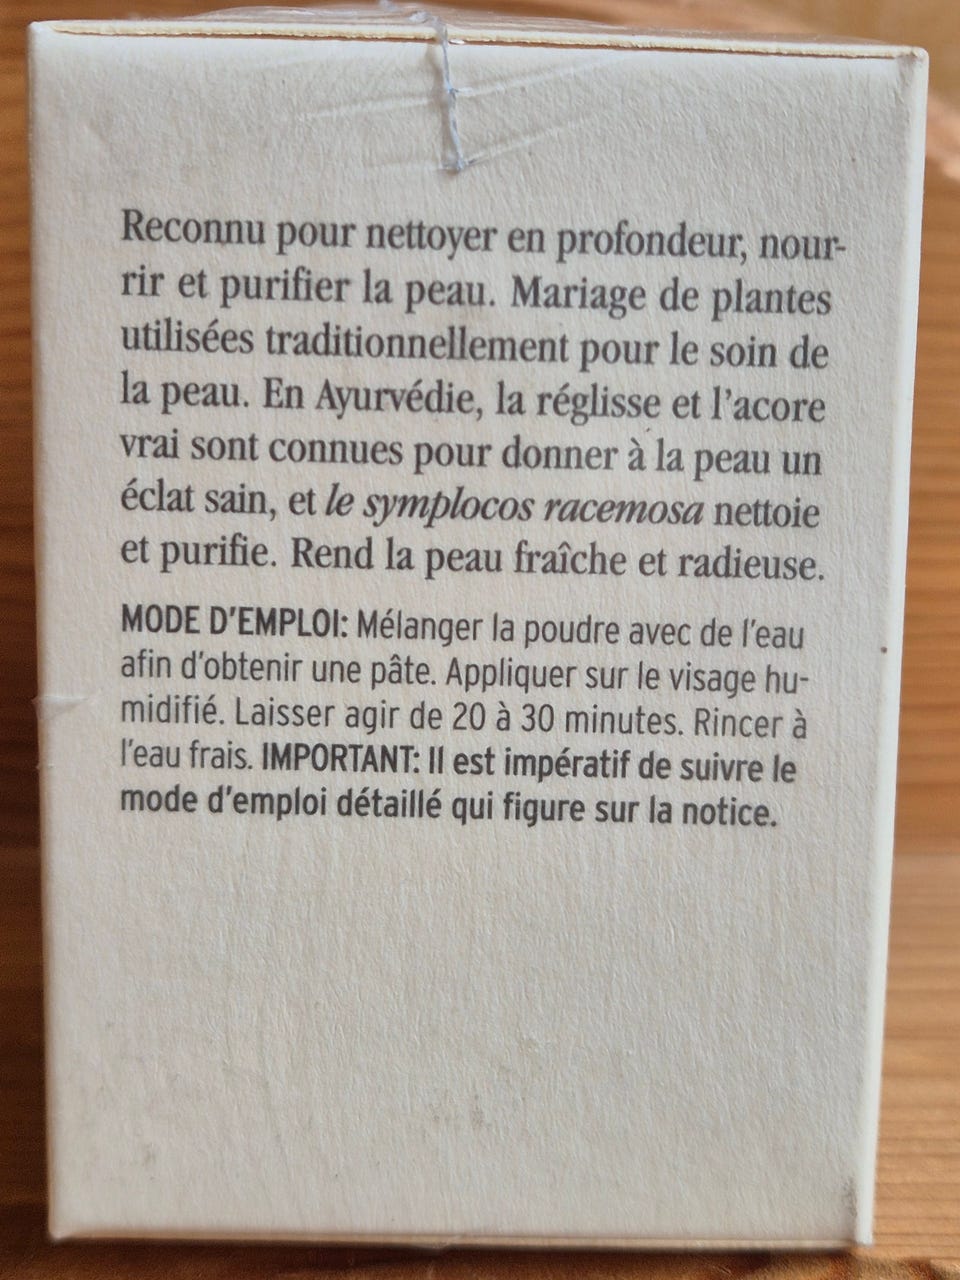 Reconnu pour nettoyer en profondeur, nour-
rir et purifier la peau. Mariage de plantes
utilisées traditionnellement pour le soin de
la peau. En Ayurvédie, la réglisse et l'acore
vrai sont connues pour donner à la peau un
éclat sain, et le symplocos racemosa nettoie
et purifie. Rend la peau fraîche et radieuse.
MODE D'EMPLOI: Mélanger la poudre avec de l'eau
afin d'obtenir une pâte. Appliquer sur le visage hu-
midifié. Laisser agir de 20 à 30 minutes. Rincer à
l'eau frais. IMPORTANT: Il est impératif de suivre le
mode d'emploi détaillé qui figure sur la notice.